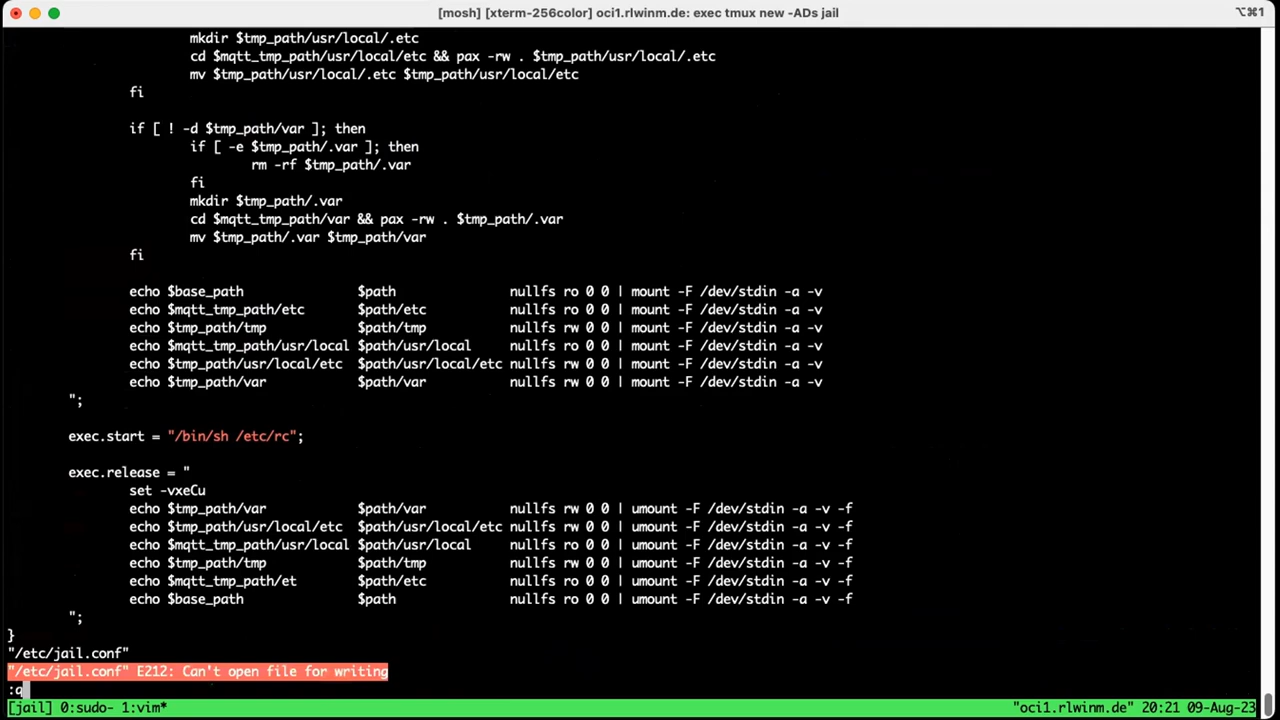 [mosh] [xterm-256color] oci1.rlwinm.de: exec tmux new -ADs jail
⌥⌘1
mkdir $tmp_path/usr/local/.etc
cd $mqtt_tmp_path/usr/local/etc && pax -rw . $tmp_path/usr/local/.etc
mv $tmp_path/usr/local/.etc $tmp_path/usr/local/etc
fi
if [ ! -d $tmp_path/var ]; then
if [ -e $tmp_path/.var ]; then
rm -rf $tmp_path/.var
fi
mkdir $tmp_path/.var
cd $mqtt_tmp_path/var && pax -rw . $tmp_path/.var
mv $tmp_path/.var $tmp_path/var
fi
echo $base_path $path nullfs ro 0 0 | mount -F /dev/stdin -a -v
echo $mqtt_tmp_path/etc $path/etc nullfs ro 0 0 | mount -F /dev/stdin -a -v
echo $tmp_path/tmp $path/tmp nullfs rw 0 0 | mount -F /dev/stdin -a -v
echo $mqtt_tmp_path/usr/local $path/usr/local nullfs ro 0 0 | mount -F /dev/stdin -a -v
echo $tmp_path/usr/local/etc $path/usr/local/etc nullfs rw 0 0 | mount -F /dev/stdin -a -v
echo $tmp_path/var $path/var nullfs rw 0 0 | mount -F /dev/stdin -a -v
";
exec.start = "/bin/sh /etc/rc";
exec.release = "
set -vxeCu
echo $tmp_path/var $path/var nullfs rw 0 0 | umount -F /dev/stdin -a -v -f
echo $tmp_path/usr/local/etc $path/usr/local/etc nullfs rw 0 0 | umount -F /dev/stdin -a -v -f
echo $mqtt_tmp_path/usr/local $path/usr/local nullfs ro 0 0 | umount -F /dev/stdin -a -v -f
echo $tmp_path/tmp $path/tmp nullfs rw 0 0 | umount -F /dev/stdin -a -v -f
echo $mqtt_tmp_path/et $path/etc nullfs ro 0 0 | umount -F /dev/stdin -a -v -f
echo $base_path $path nullfs ro 0 0 | umount -F /dev/stdin -a -v -f
";
}
"/etc/jail.conf"
"/etc/jail.conf" E212: Can't open file for writing
:q
[jail] 0:sudo- 1:vim* "oci1.rlwinm.de" 20:21 09-Aug-23